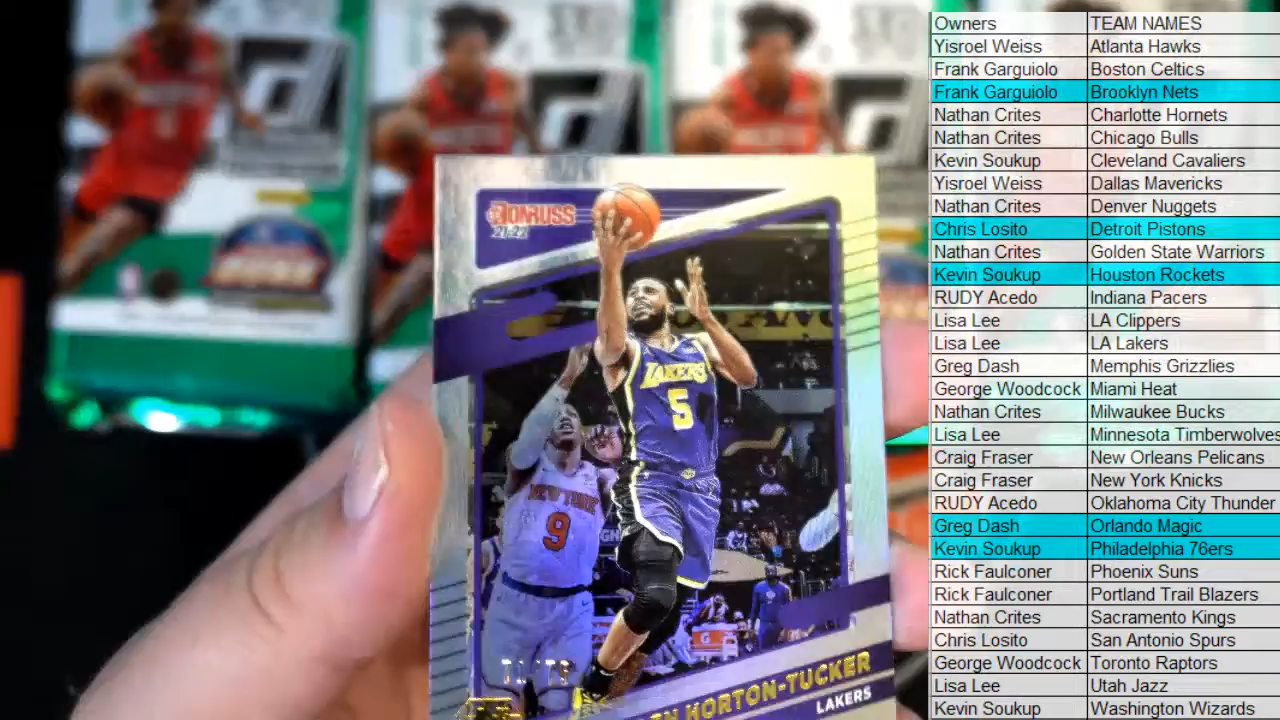 Owners TEAM NAMES
Yisroel Weiss Atlanta Hawks
Frank Garguiolo Boston Celtics
Frank Garguiolo Brooklyn Nets
Nathan Crites Charlotte Hornets
Nathan Crites Chicago Bulls
Kevin Soukup Cleveland Cavaliers
Yisroel Weiss Dallas Mavericks
Nathan Crites Denver Nuggets
Chris Losito Detroit Pistons
Nathan Crites Golden State Warriors
Kevin Soukup Houston Rockets
RUDY Acedo Indiana Pacers
Lisa Lee LA Clippers
Lisa Lee LA Lakers
Greg Dash Memphis Grizzlies
George Woodcock Miami Heat
Nathan Crites Milwaukee Bucks
Lisa Lee Minnesota Timberwolves
Craig Fraser New Orleans Pelicans
Craig Fraser New York Knicks
RUDY Acedo Oklahoma City Thunder
Greg Dash Orlando Magic
Kevin Soukup Philadelphia 76ers
Rick Faulconer Phoenix Suns
Rick Faulconer Portland Trail Blazers
Nathan Crites Sacramento Kings
Chris Losito San Antonio Spurs
George Woodcock Toronto Raptors
Lisa Lee Utah Jazz
Kevin Soukup Washington Wizards
DONRUSS
21-22
LAKERS
5
NEW YORK
9
HORTON-TUCKER
LAKERS